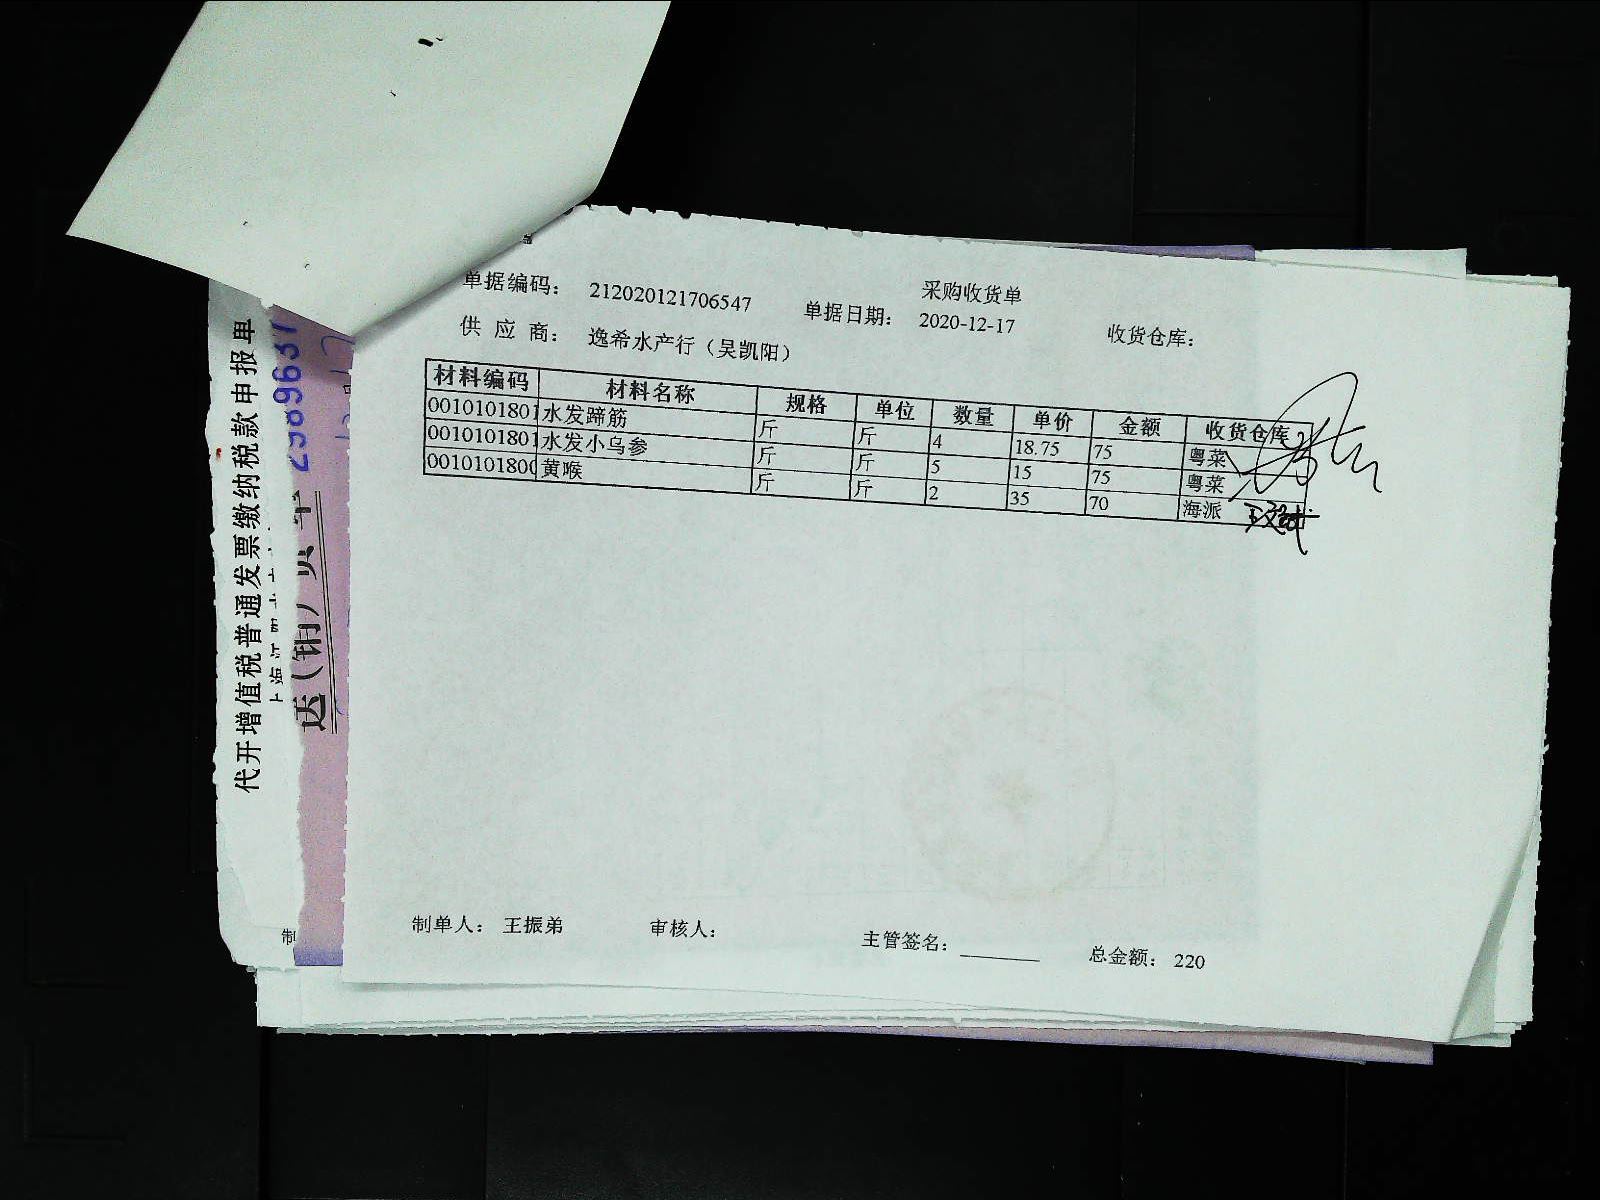 采购收货单
单据编码： 212020121706547 单据日期： 2020-12-17 收货仓库：
供 应 商： 逸希水产行（吴凯阳）
材料编码 材料名称 规格 单位 数量 单价 金额 收货仓库
0010101801 水发蹄筋 斤 斤 4 18.75 75 粤菜
0010101801 水发小乌参 斤 斤 5 15 75 粤菜
001010180 黄喉 斤 斤 2 35 70 海派
制单人： 王振弟 审核人： 主管签名： 总金额： 220
代开增值税普通发票缴纳税款申报单
制